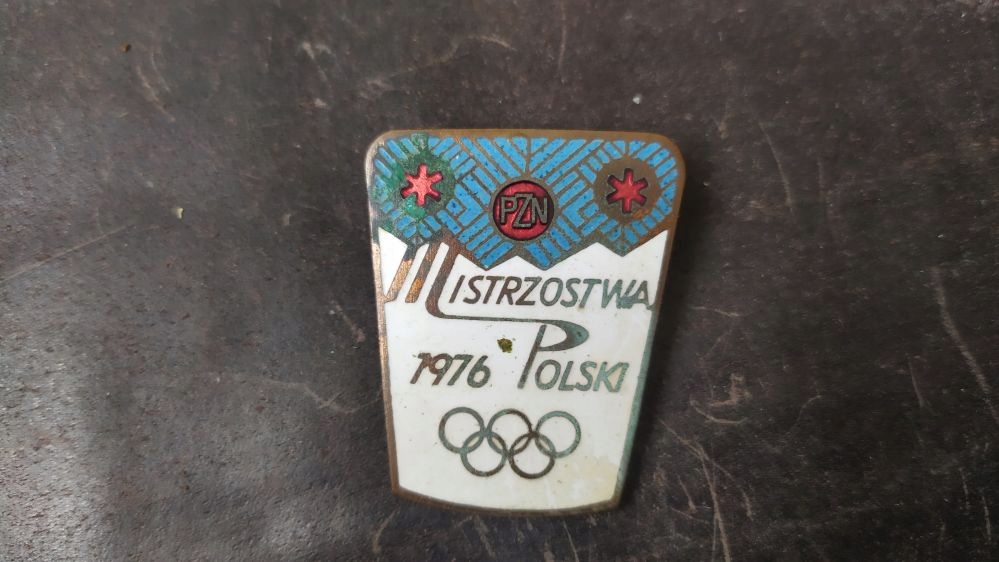 PZN
MISTRZOSTWA
1976 POLSKI